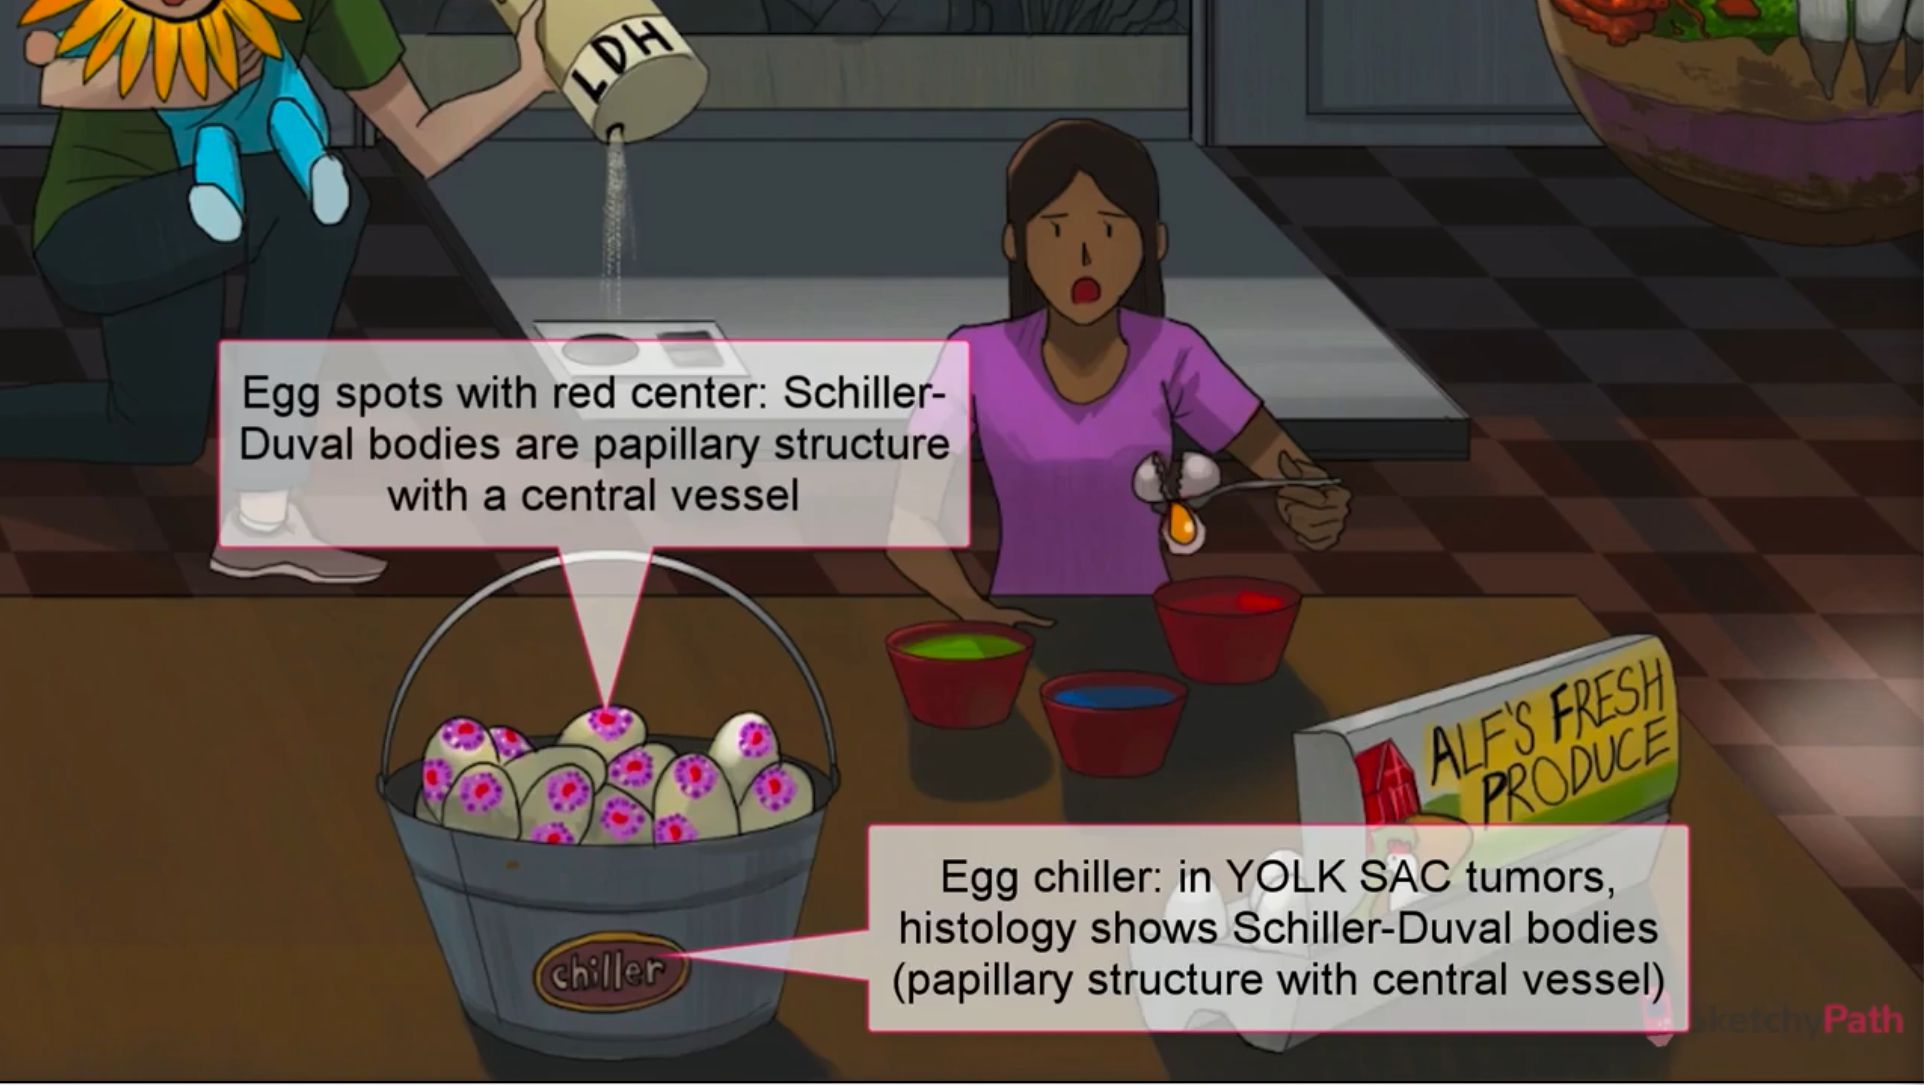 LDH
Egg spots with red center: Schiller-
Duval bodies are papillary structure
with a central vessel
ALF'S FRESH
PRODUCE
Egg chiller: in YOLK SAC tumors,
histology shows Schiller-Duval bodies
(papillary structure with central vessel)
chiller
SketchyPath